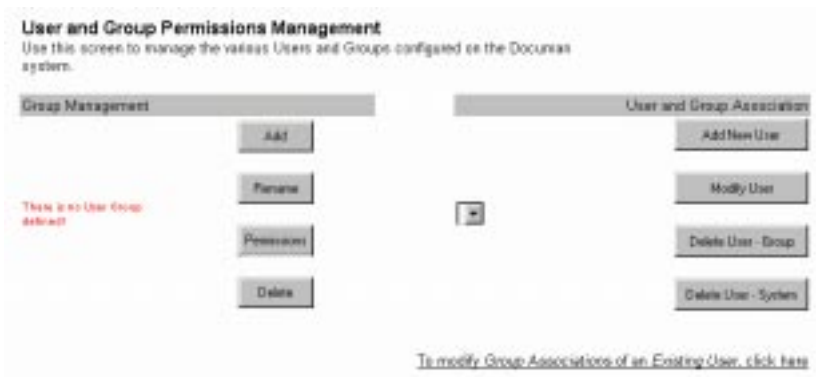 User and Group Permissions Management
Use this screen to manage the various Users and Groups configured on the Documan
system.
Group Management
User and Group Association
Add
Add New User
Rename
Modify User
There is no User Group
defined!
Permissions
Delete User - Group
Delete
Delete User - System
To modify Group Associations of an Existing User, click here